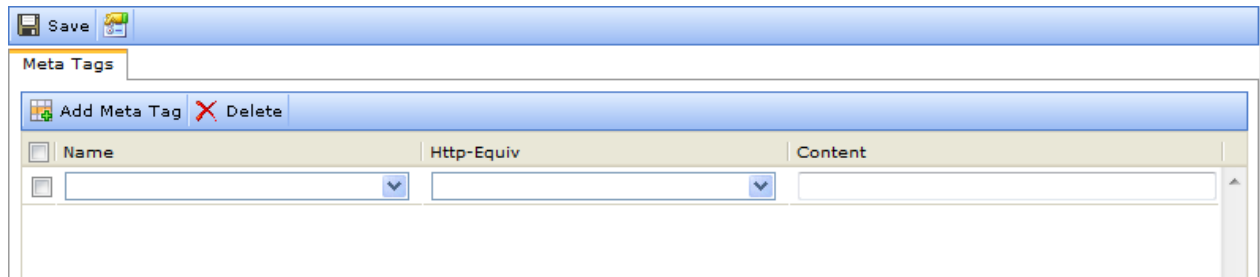 Save
Meta Tags
Add Meta Tag Delete
Name Http-Equiv Content